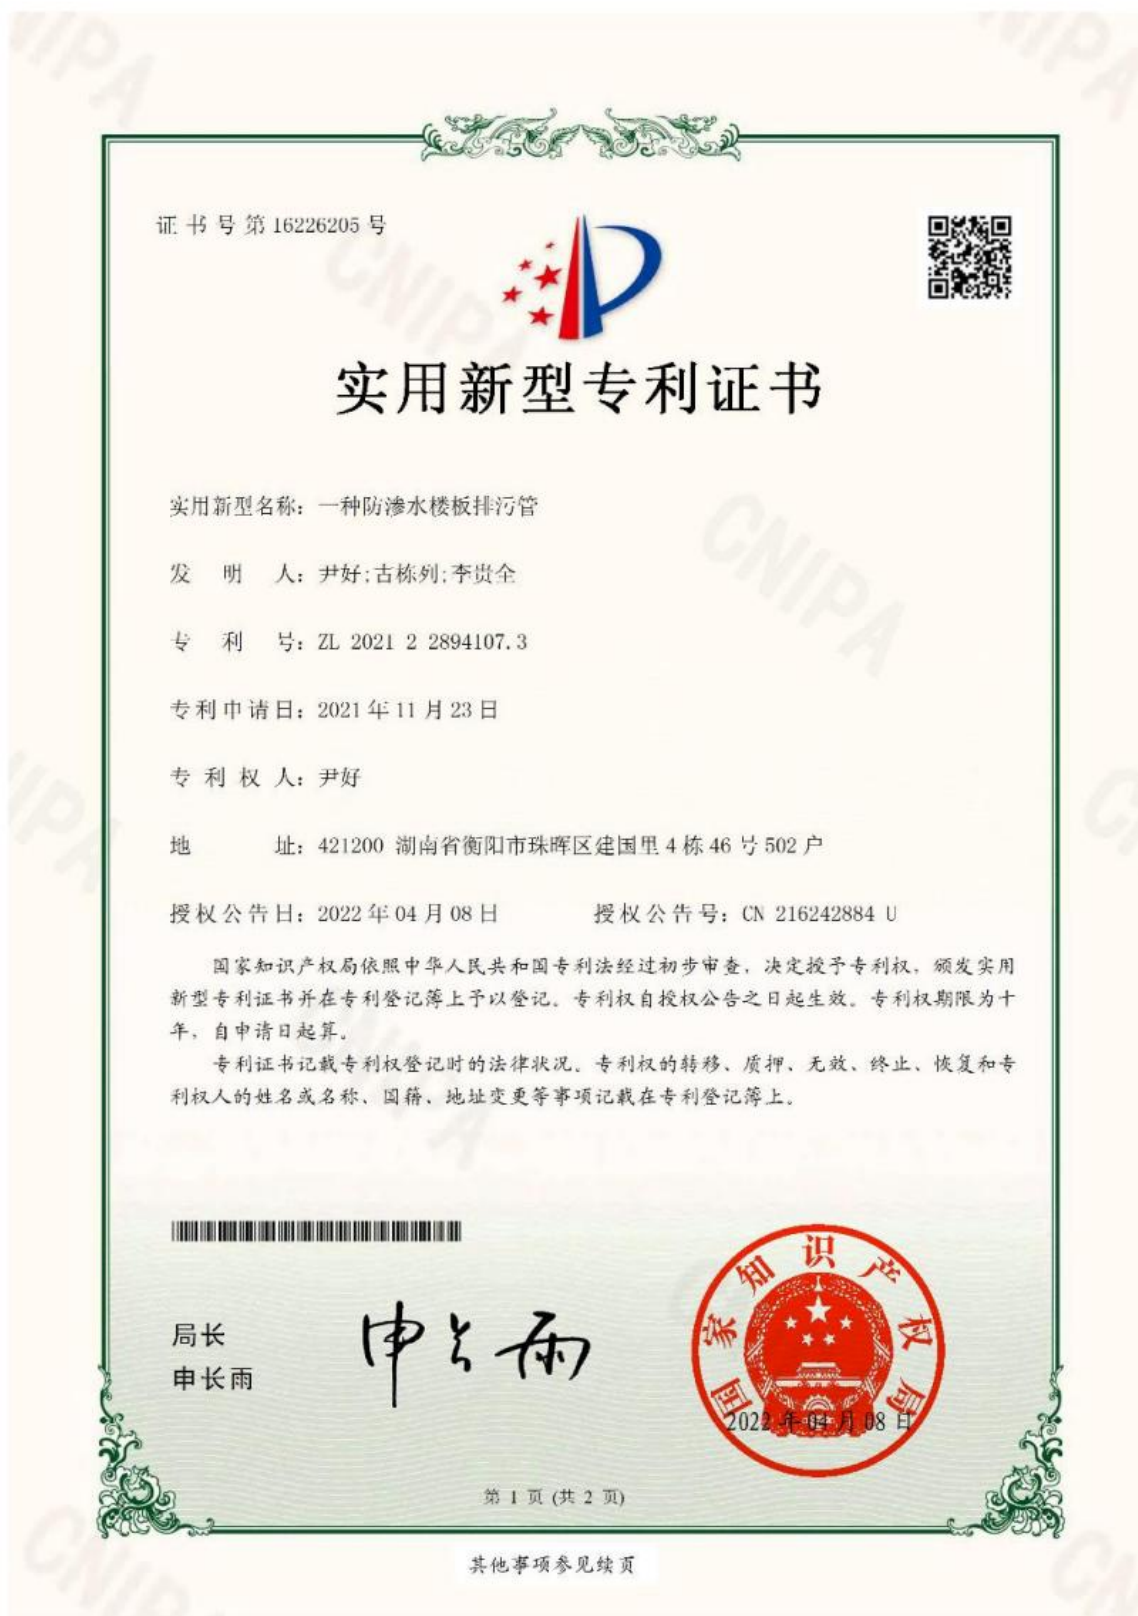 证书号第16226205号
实用新型专利证书
实用新型名称：一种防渗水楼板排污管
发 明 人：尹好;古栋列;李贵全
专 利 号：ZL 2021 2 2894107.3
专利申请日：2021年11月23日
专 利 权 人：尹好
地 址：421200 湖南省衡阳市珠晖区建国里4栋46号502户
授权公告日：2022年04月08日 授权公告号：CN 216242884 U
国家知识产权局依照中华人民共和国专利法经过初步审查，决定授予专利权，颁发实用
新型专利证书并在专利登记簿上予以登记。专利权自授权公告之日起生效。专利权期限为十
年，自申请日起算。
专利证书记载专利权登记时的法律状况。专利权的转移、质押、无效、终止、恢复和专
利权人的姓名或名称、国籍、地址变更等事项记载在专利登记簿上。
局长
申长雨
申长雨
国家知识产权局
2022年04月08日
第 1 页 (共 2 页)
其他事项参见续页
CNIPA